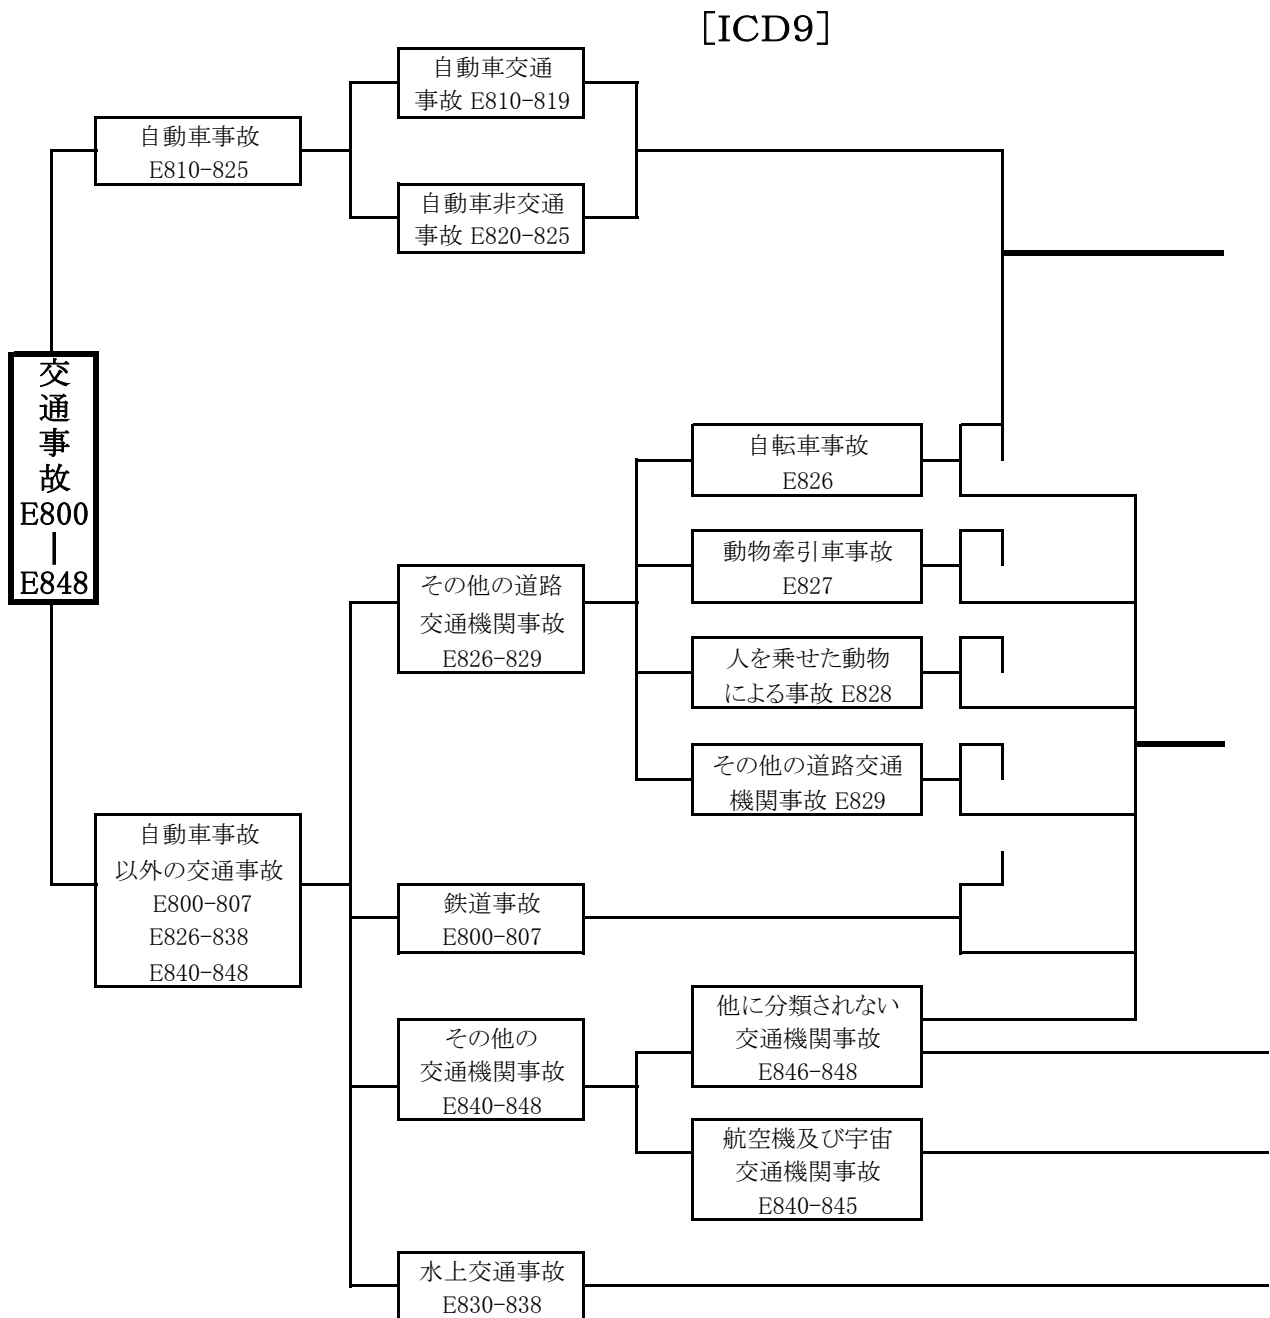 ［ICD9］
自動車交通
事故 E810-819
自動車事故
E810-825
自動車非交通
事故 E820-825
交
通
事
故
E800
｜
E848
自転車事故
E826
動物牽引車事故
E827
その他の道路
交通機関事故
E826-829
人を乗せた動物
による事故 E828
その他の道路交通
機関事故 E829
自動車事故
以外の交通事故
E800-807
E826-838
E840-848
鉄道事故
E800-807
その他の
交通機関事故
E840-848
他に分類されない
交通機関事故
E846-848
航空機及び宇宙
交通機関事故
E840-845
水上交通事故
E830-838